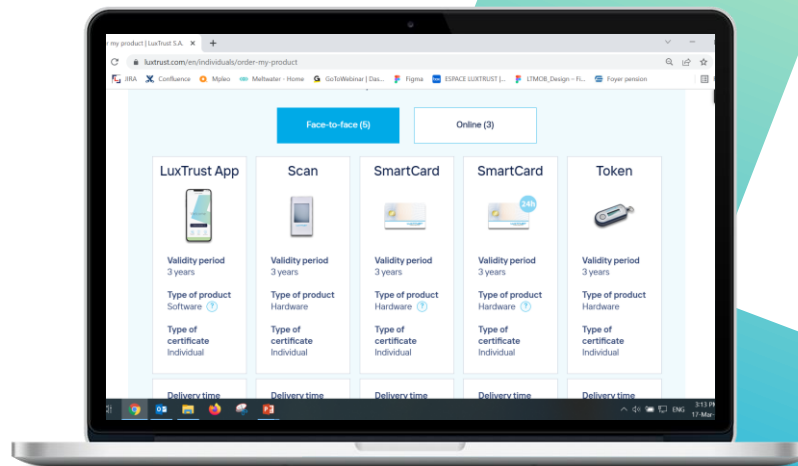 r my product | LuxTrust S.A.
luxtrust.com/en/individuals/order-my-product
JIRA Confluence Mpleo Meltwater - Home GoToWebinar | Das... Figma ESPACE LUXTRUST |... LTMOB_Design – Fi... Foyer pension
Face-to-face (5) Online (3)
LuxTrust App Scan SmartCard SmartCard Token
24h
Validity period Validity period Validity period Validity period Validity period
3 years 3 years 3 years 3 years 3 years
Type of product Type of product Type of product Type of product Type of product
Software ? Hardware Hardware ? Hardware ? Hardware
Type of Type of Type of Type of Type of
certificate certificate certificate certificate certificate
Individual Individual Individual Individual Individual
Delivery time Delivery time Delivery time Delivery time Delivery time
ENG 3:13 PM
17-Mar-